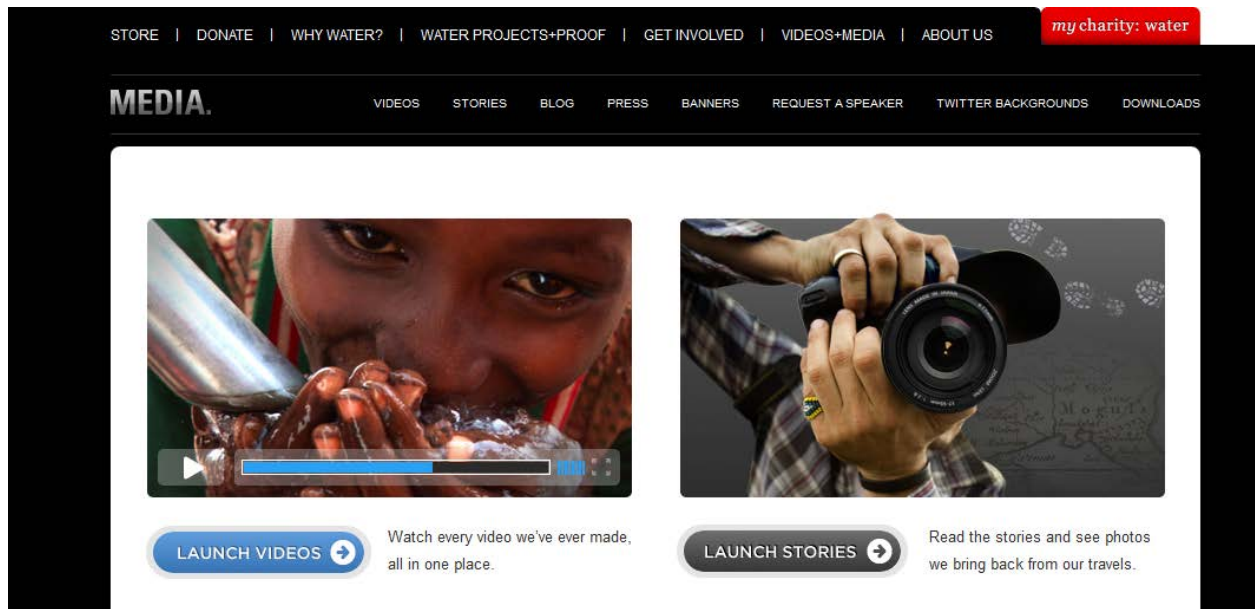 STORE | DONATE | WHY WATER? | WATER PROJECTS+PROOF | GET INVOLVED | VIDEOS+MEDIA | ABOUT US
my charity: water
MEDIA.
VIDEOS STORIES BLOG PRESS BANNERS REQUEST A SPEAKER TWITTER BACKGROUNDS DOWNLOADS
Mogul
LAUNCH VIDEOS
Watch every video we've ever made,
all in one place.
LAUNCH STORIES
Read the stories and see photos
we bring back from our travels.